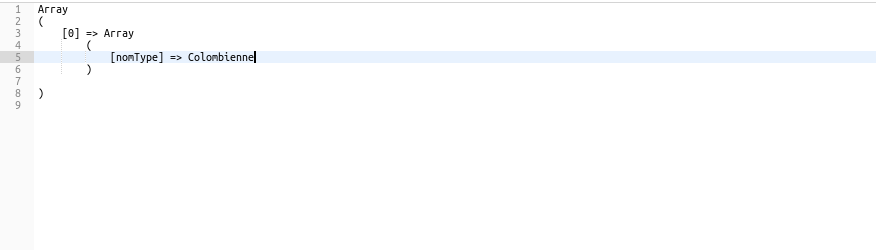 1 Array
2 (
3     [0] => Array
4         (
5             [nomType] => Colombienne
6         )
7
8 )
9